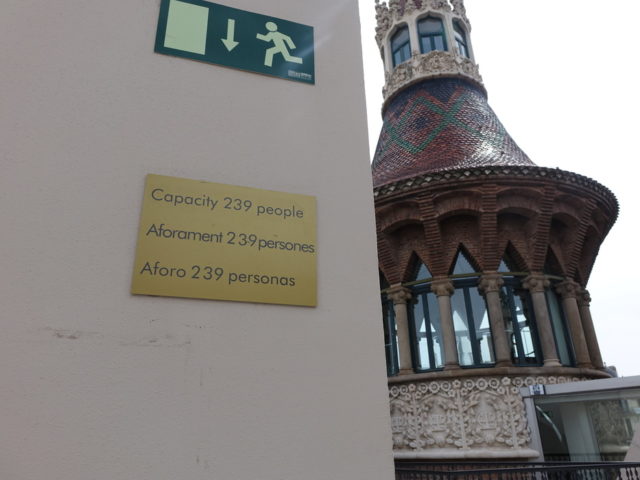 Capacity 239 people
Aforament 239 persones
Aforo 239 personas